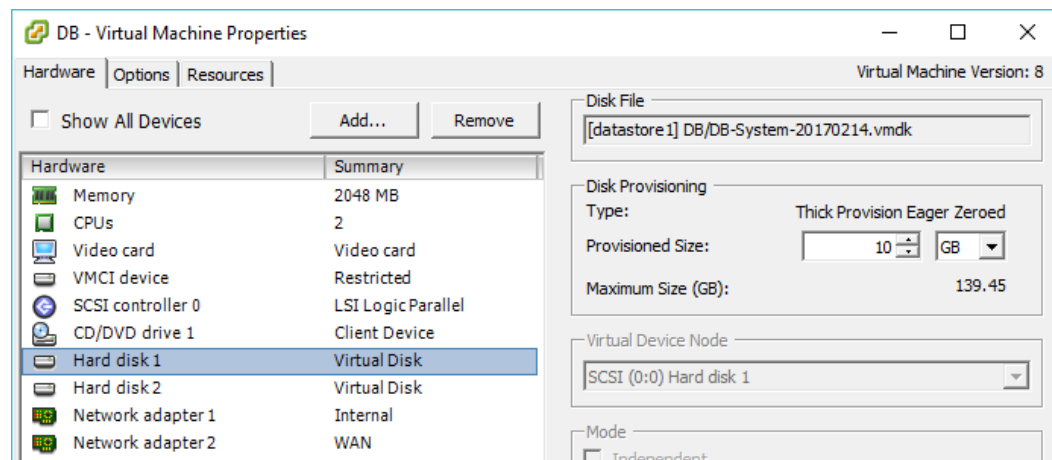 DB - Virtual Machine Properties
Hardware Options Resources Virtual Machine Version: 8
Show All Devices Add... Remove
Hardware Summary
Memory 2048 MB
CPUs 2
Video card Video card
VMCI device Restricted
SCSI controller 0 LSI Logic Parallel
CD/DVD drive 1 Client Device
Hard disk 1 Virtual Disk
Hard disk 2 Virtual Disk
Network adapter 1 Internal
Network adapter 2 WAN
Disk File
[datastore1] DB/DB-System-20170214.vmdk
Disk Provisioning
Type: Thick Provision Eager Zeroed
Provisioned Size: 10 GB
Maximum Size (GB): 139.45
Virtual Device Node
SCSI (0:0) Hard disk 1
Mode
Independent